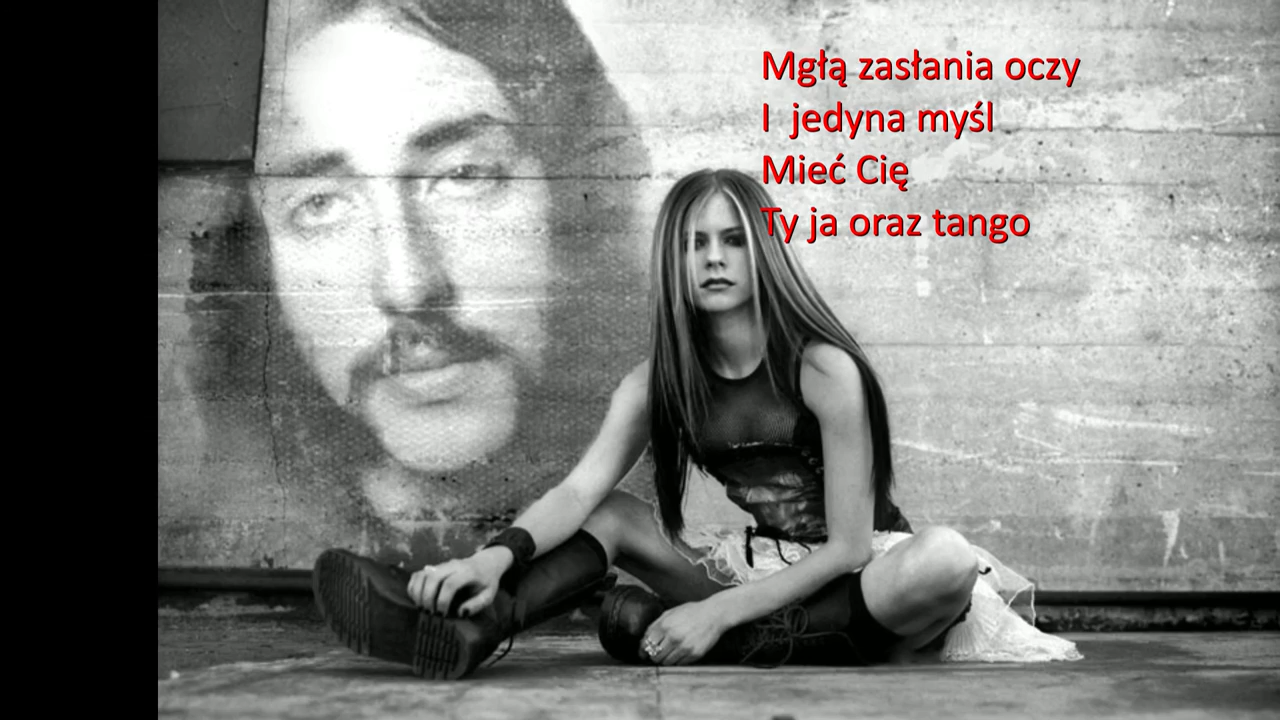 Mgłą zasłania oczy
I  jedyna myśl
Mieć Cię
Ty ja oraz tango